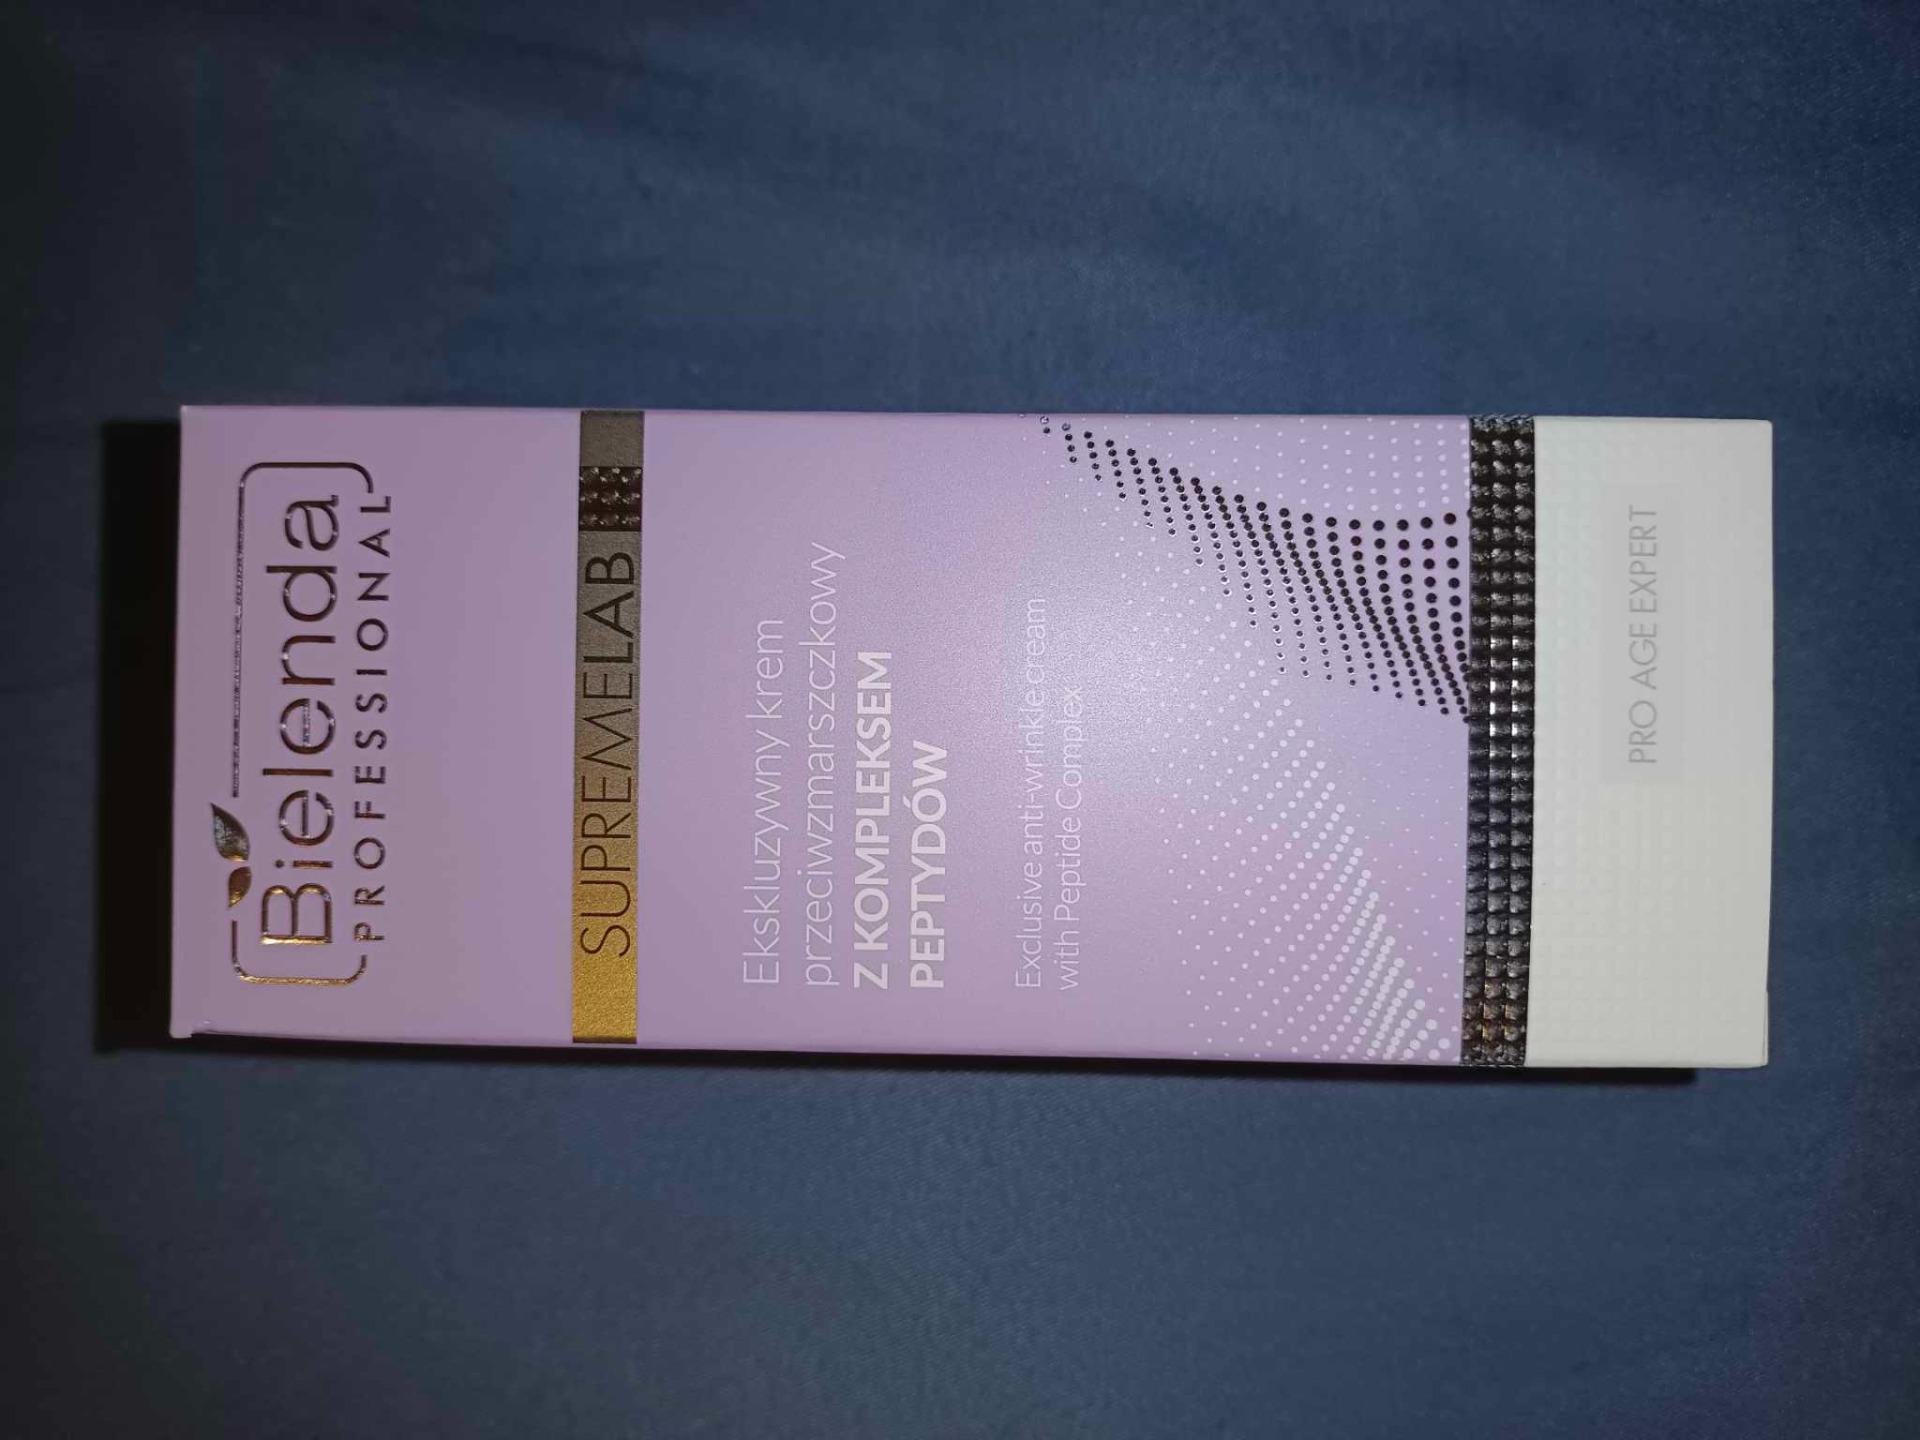 Bielenda
PROFESSIONAL
SUPREMELAB
Ekskluzywny krem
przeciwzmarszczkowy
Z KOMPLEKSEM
PEPTYDÓW
Exclusive anti-wrinkle cream
with Peptide Complex
PRO AGE EXPERT